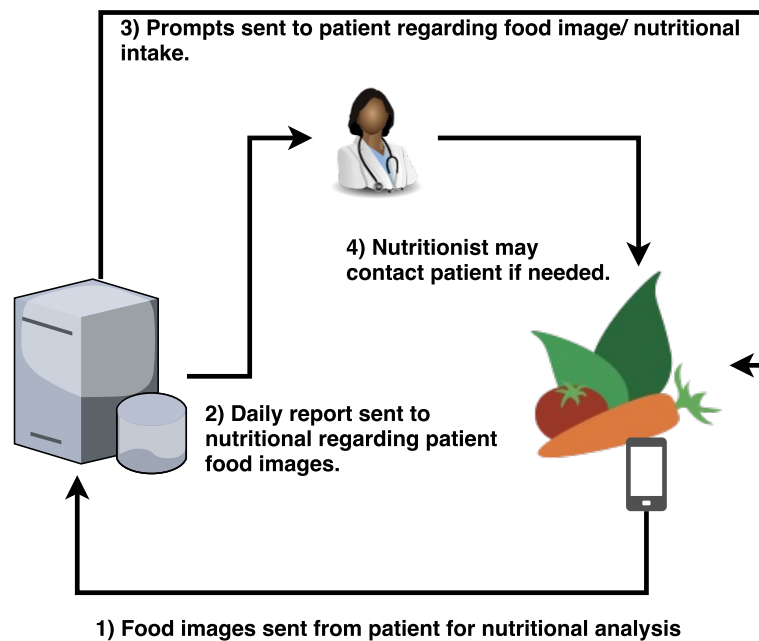 3) Prompts sent to patient regarding food image/ nutritional
intake.
4) Nutritionist may
contact patient if needed.
2) Daily report sent to
nutritional regarding patient
food images.
1) Food images sent from patient for nutritional analysis